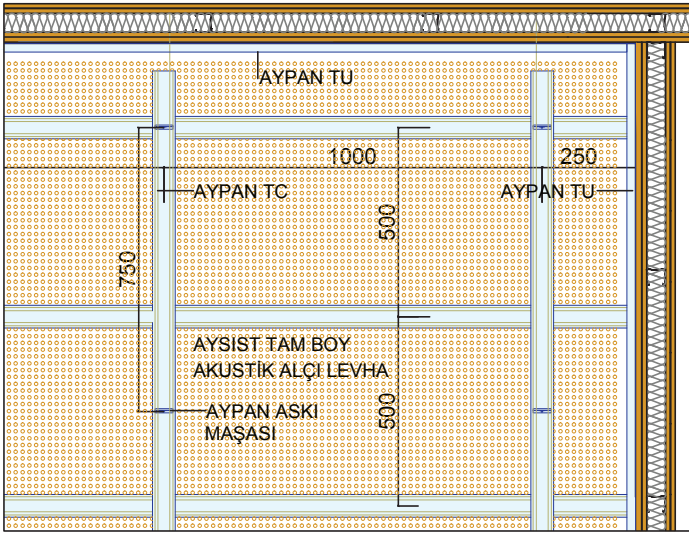 AYPAN TU
1000
250
AYPAN TC
AYPAN TU
500
750
AYSIST TAM BOY
AKUSTİK ALÇI LEVHA
AYPAN ASKI
MAŞASI
500